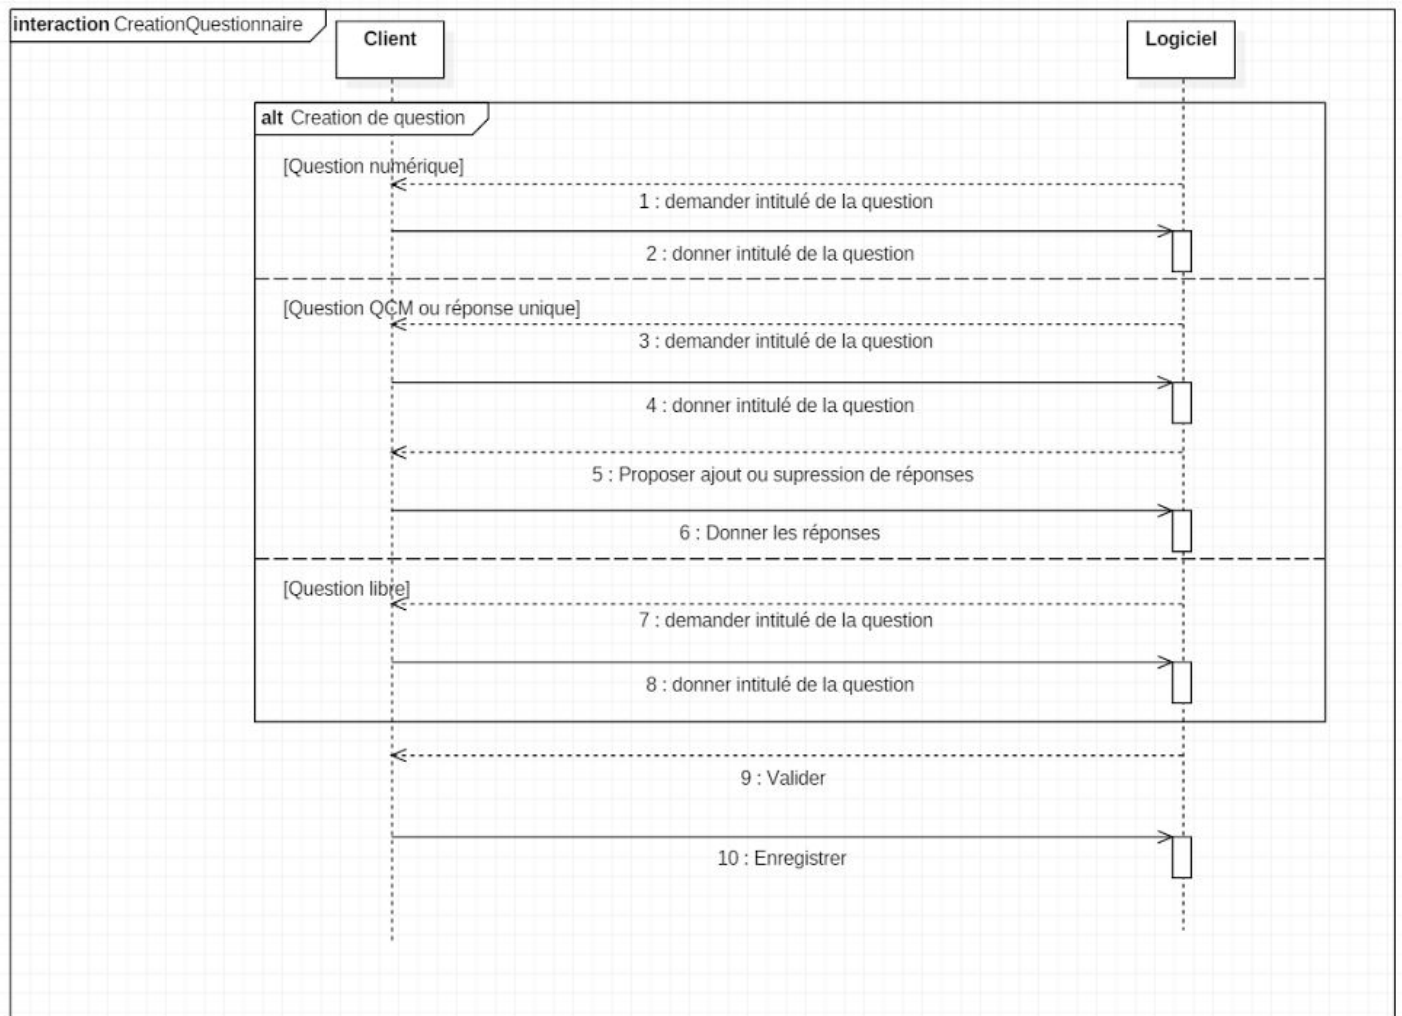 interaction CreationQuestionnaire
Client
Logiciel
alt Creation de question
[Question numérique]
1 : demander intitulé de la question
2 : donner intitulé de la question
[Question QCM ou réponse unique]
3 : demander intitulé de la question
4 : donner intitulé de la question
5 : Proposer ajout ou supression de réponses
6 : Donner les réponses
[Question libre]
7 : demander intitulé de la question
8 : donner intitulé de la question
9 : Valider
10 : Enregistrer